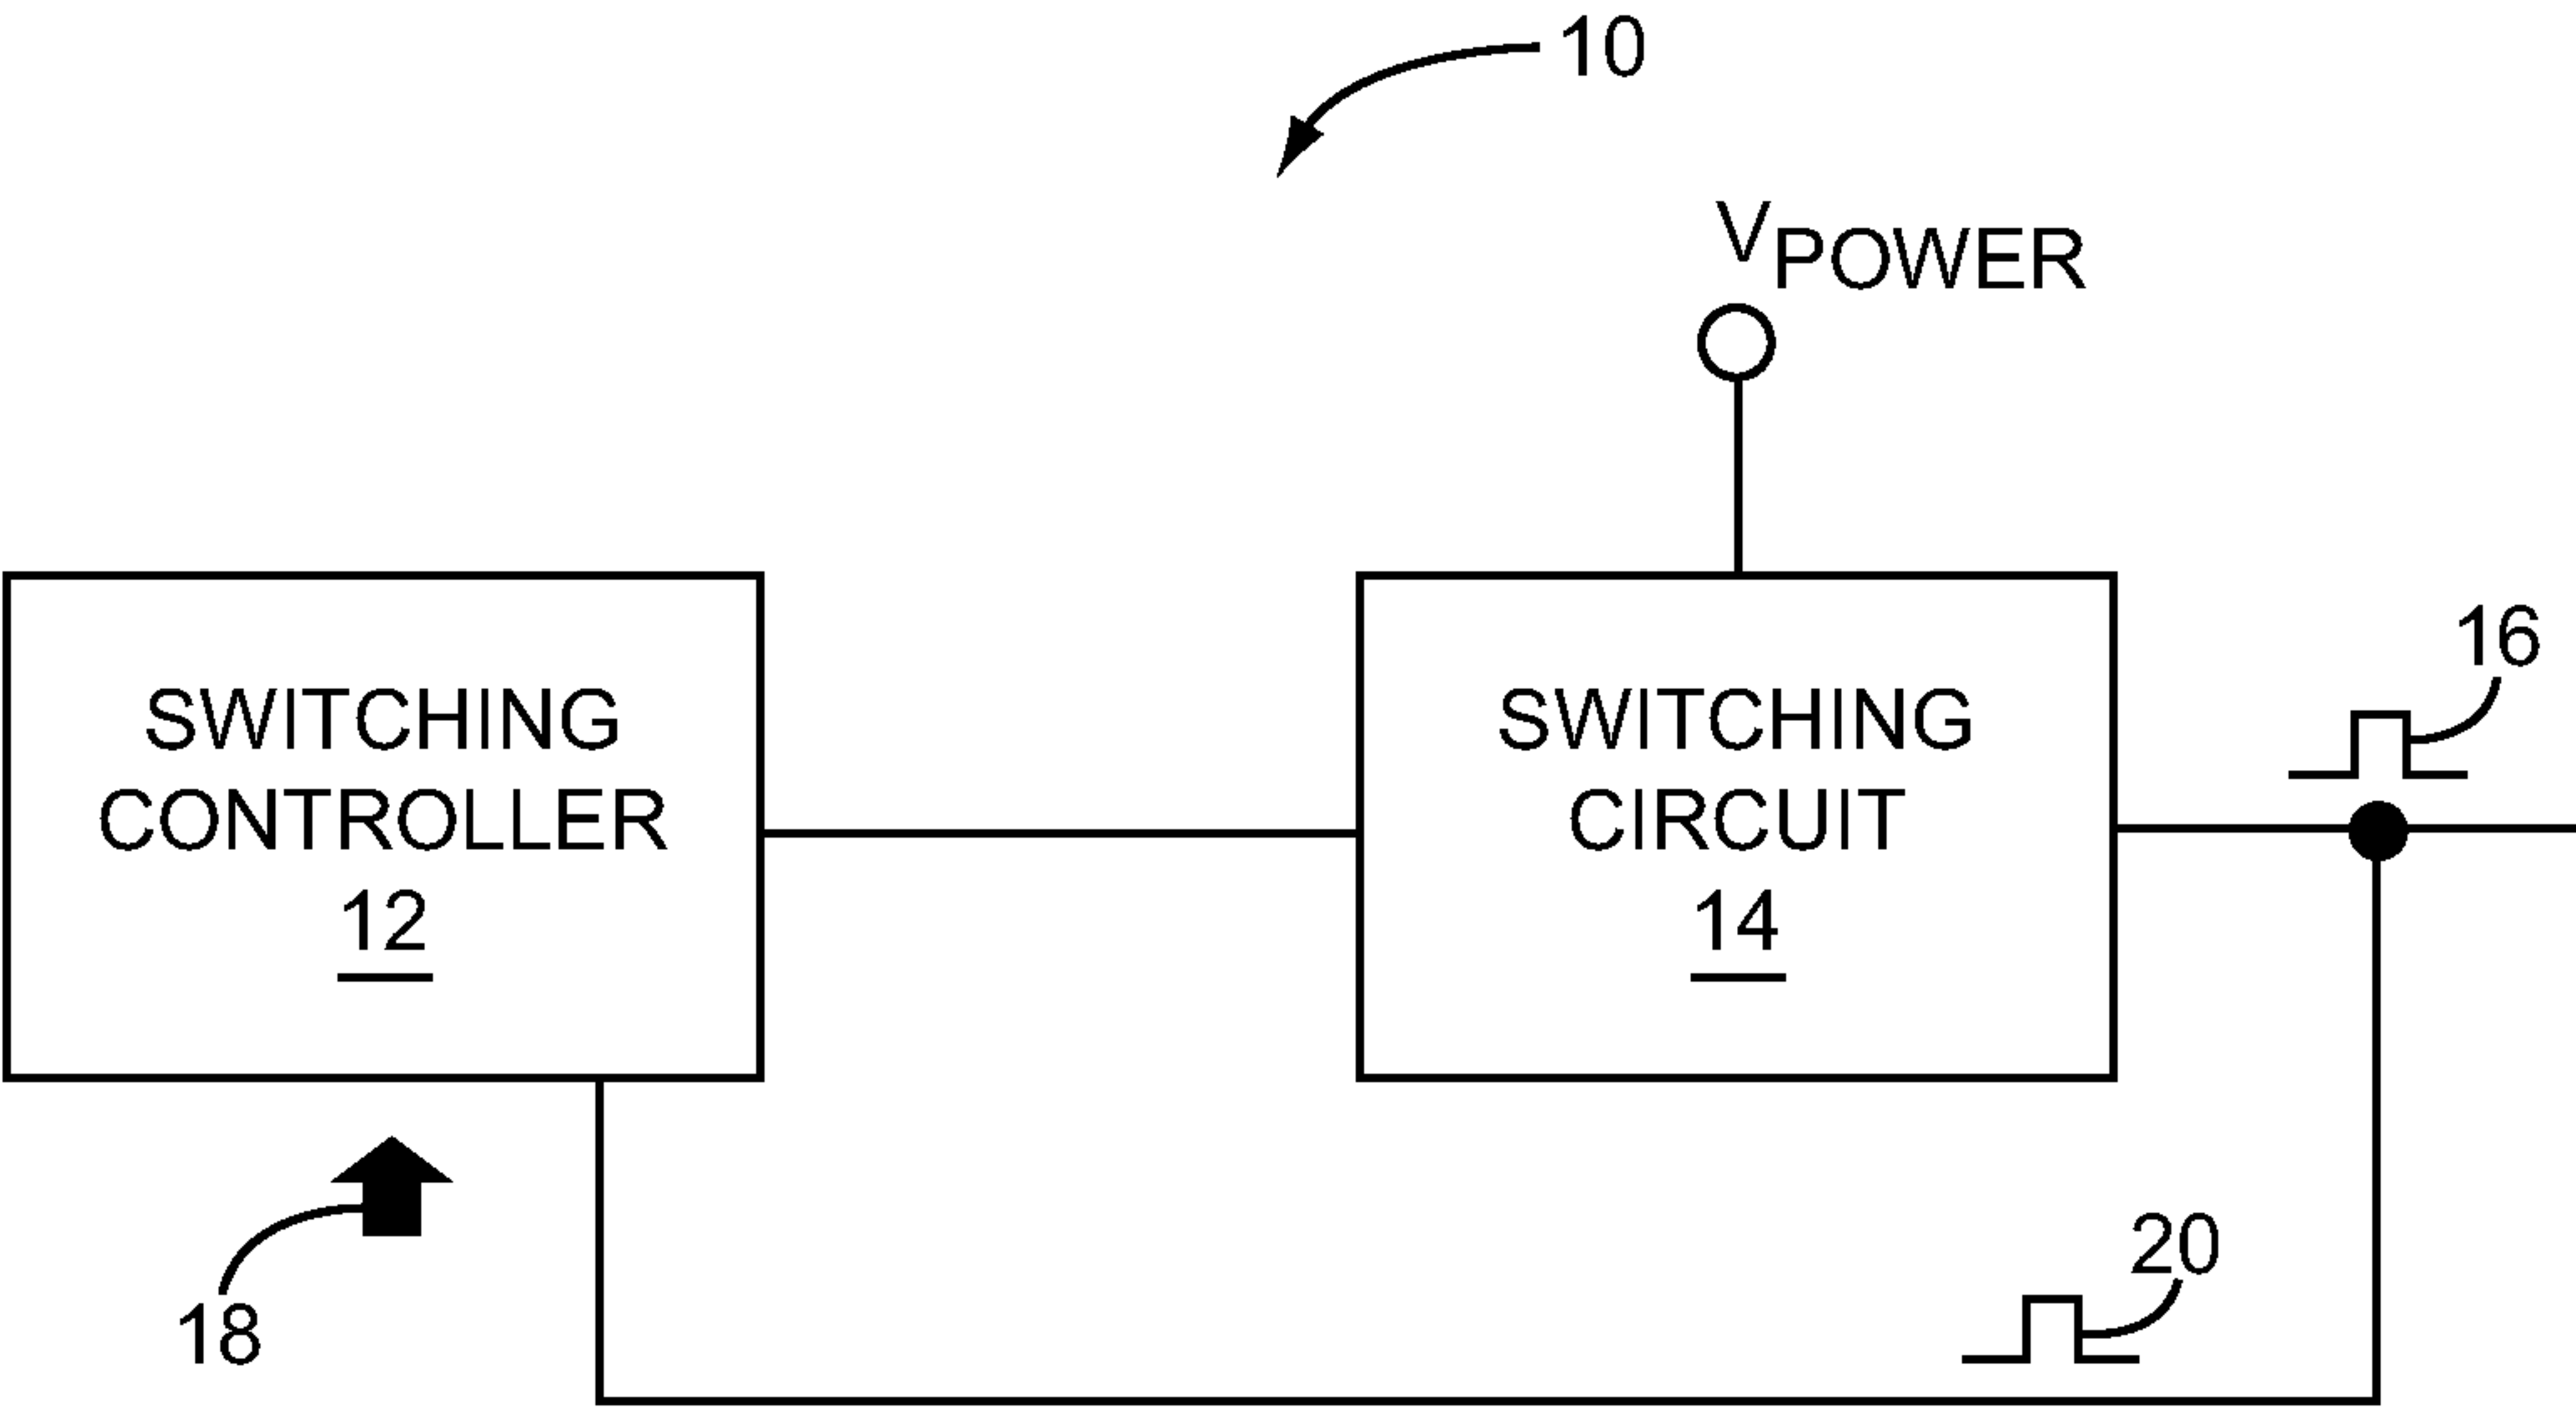 10
VPOWER
16
SWITCHING
CONTROLLER
12
SWITCHING
CIRCUIT
14
20
18